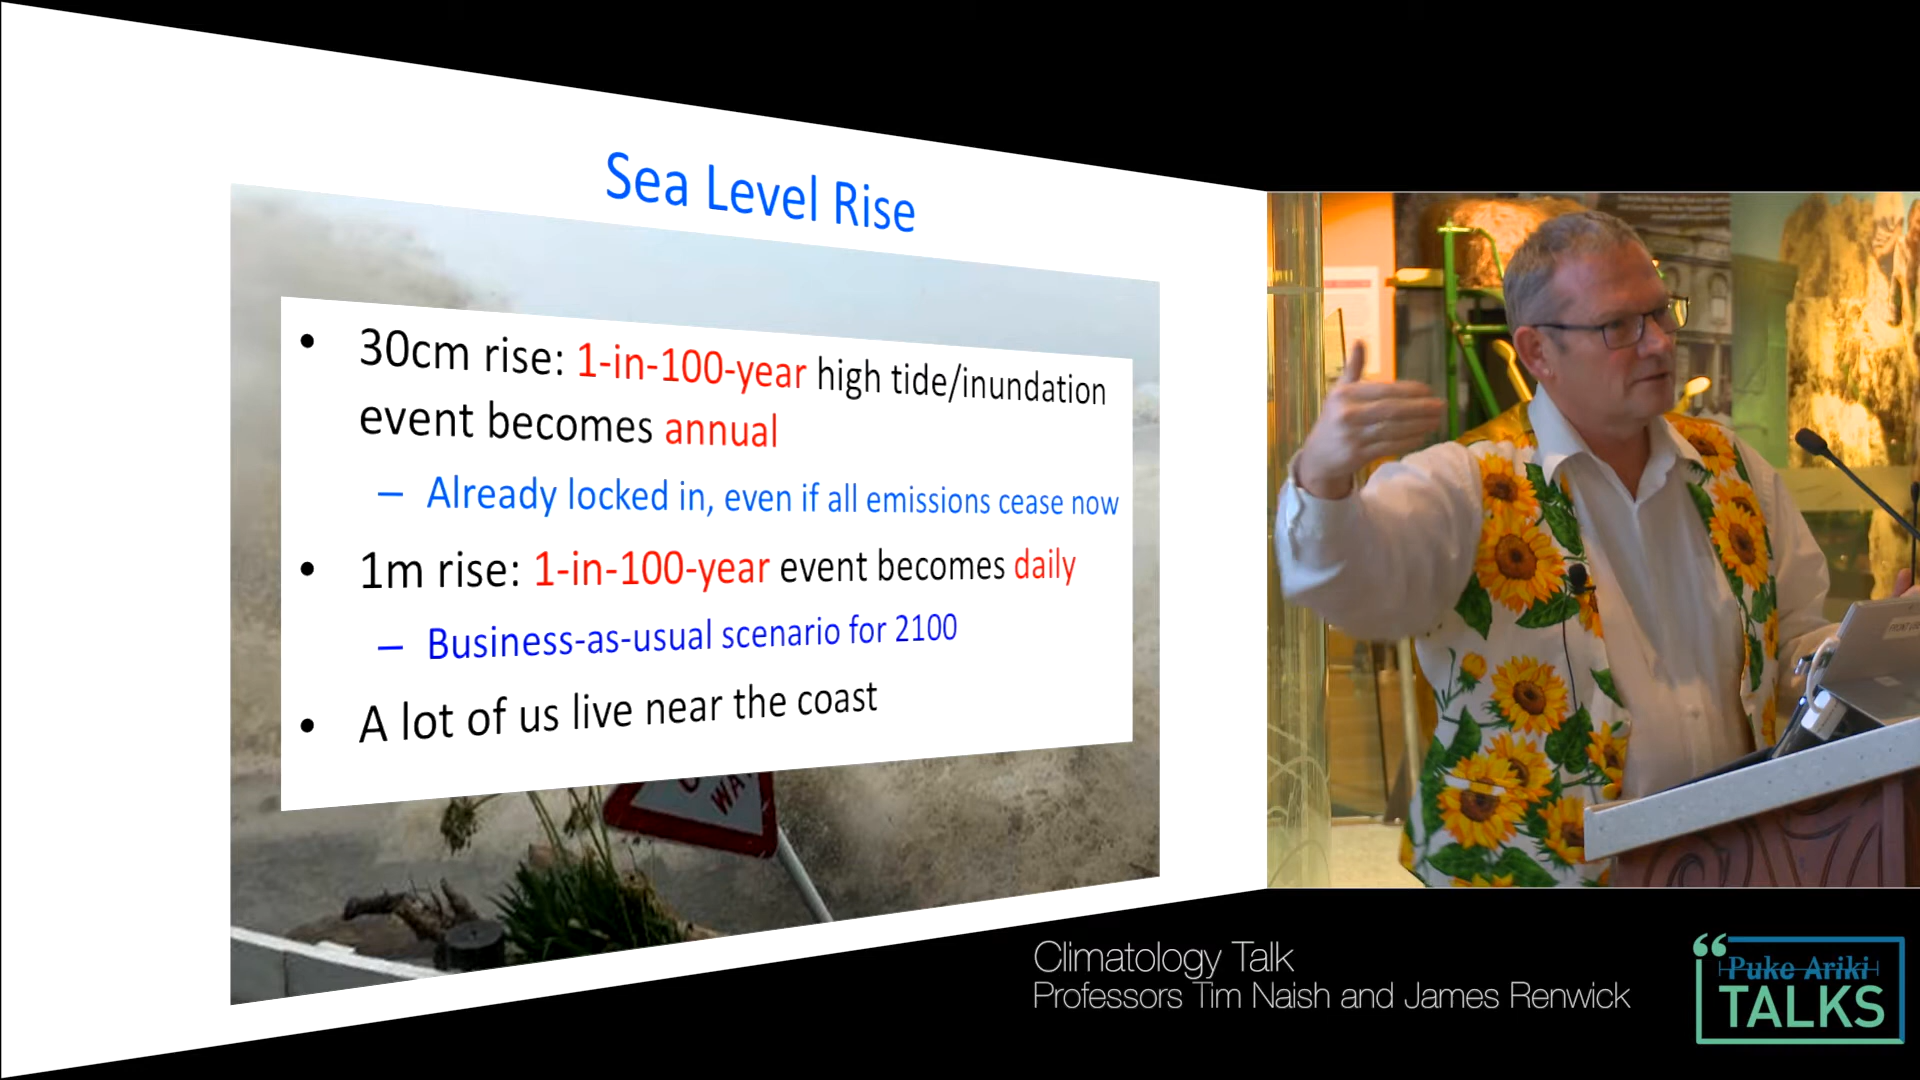 Sea Level Rise
• 30cm rise: 1-in-100-year high tide/inundation
event becomes annual
– Already locked in, even if all emissions cease now
• 1m rise: 1-in-100-year event becomes daily
– Business-as-usual scenario for 2100
• A lot of us live near the coast
WA
Climatology Talk
Professors Tim Naish and James Renwick
“Puke Ariki
TALKS